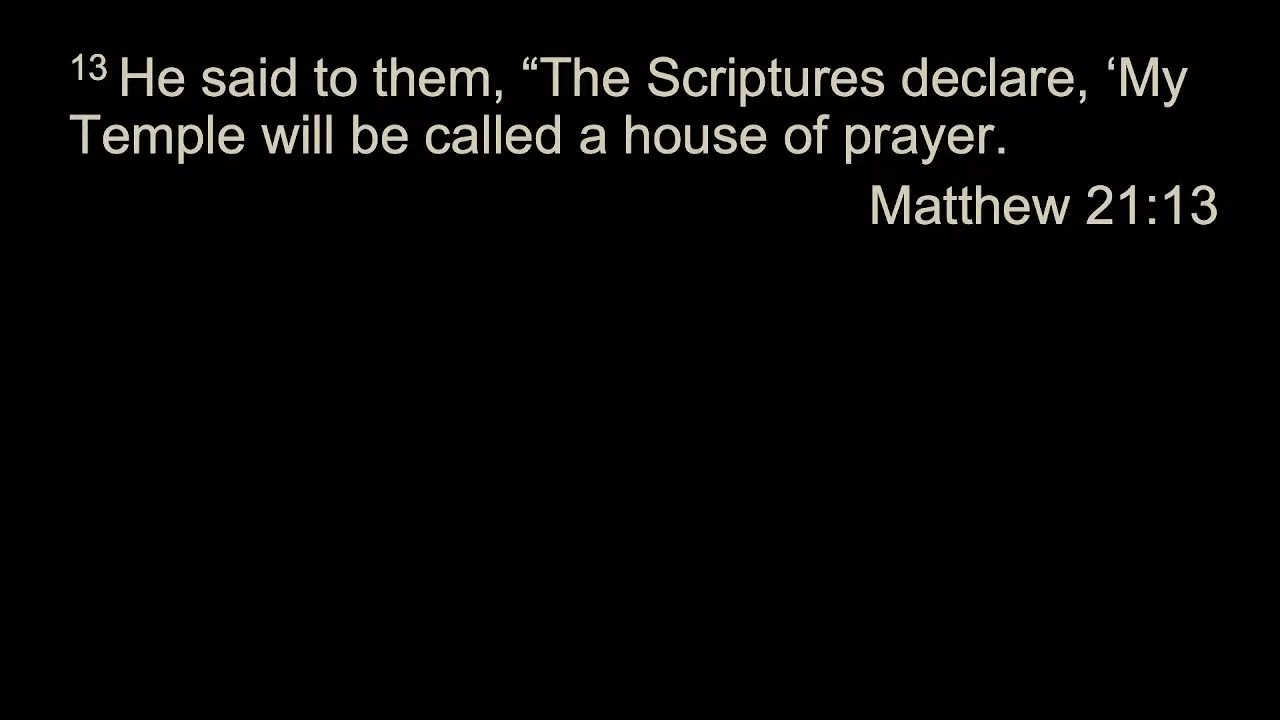 13 He said to them, “The Scriptures declare, ‘My
Temple will be called a house of prayer.
Matthew 21:13